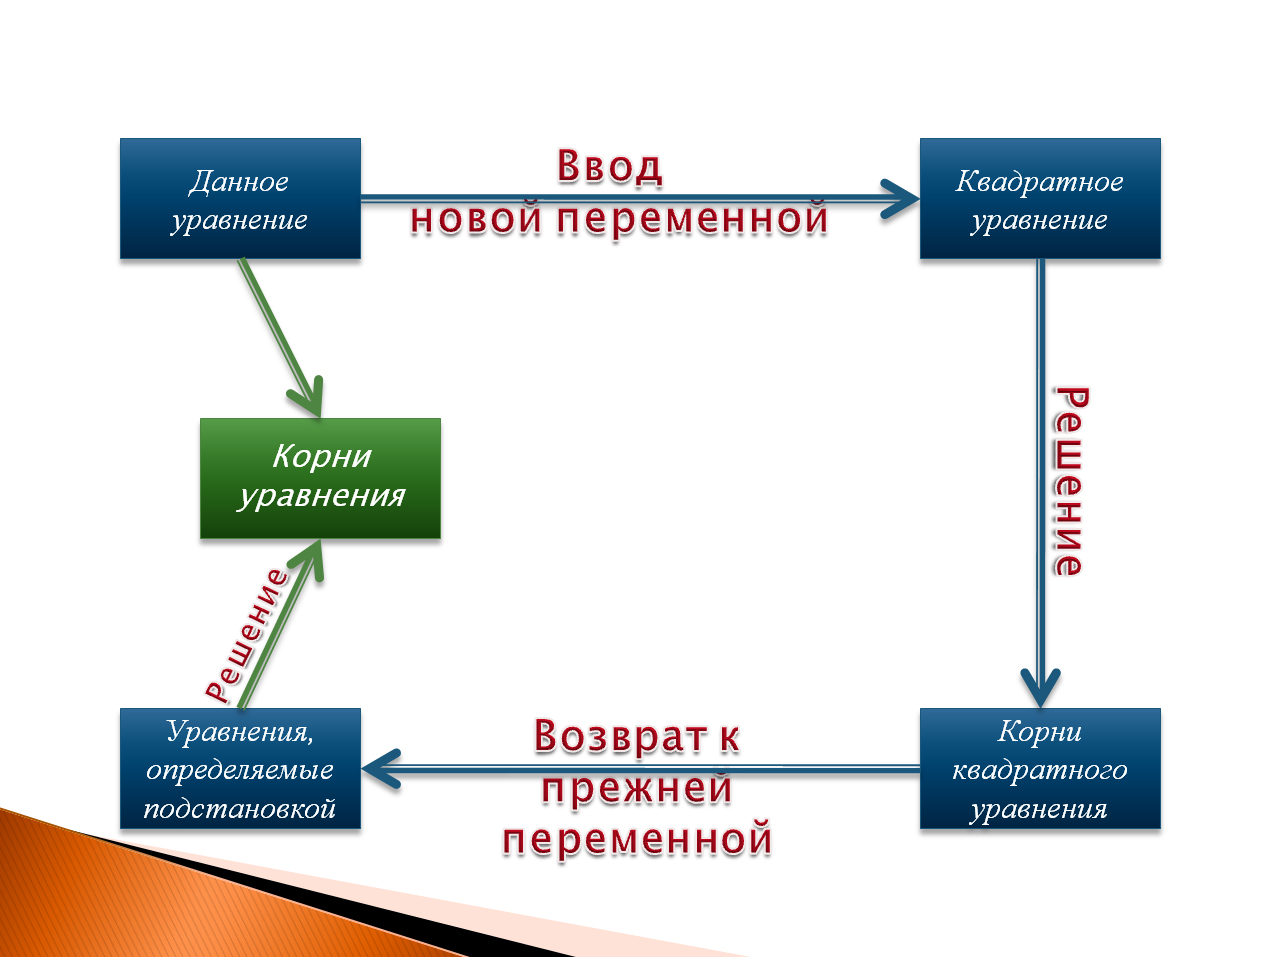 Данное
уравнение
Ввод
новой переменной
Квадратное
уравнение
Корни
уравнения
Решение
Решение
Уравнения,
определяемые
подстановкой
Возврат к
прежней
переменной
Корни
квадратного
уравнения